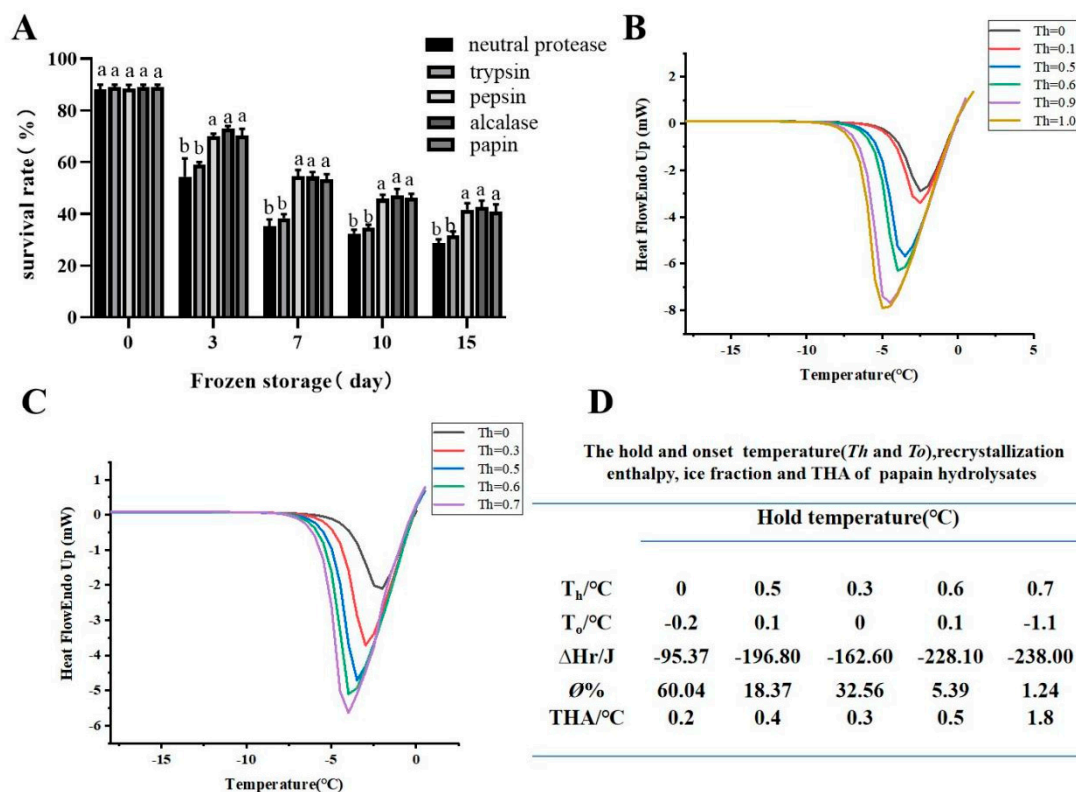 A
neutral protease
trypsin
pepsin
alcalase
papin
survival rate( %)
100
80
60
40
20
0
a a a a a
b b a a a
b b a a a
b b a a a
b b a a a
0 3 7 10 15
Frozen storage( day)
B
Th=0
Th=0.1
Th=0.5
Th=0.6
Th=0.9
Th=1.0
Heat FlowEndo Up (mW)
2
0
-2
-4
-6
-8
-15 -10 -5 0 5
Temperature(°C)
C
Th=0
Th=0.3
Th=0.5
Th=0.6
Th=0.7
Heat FlowEndo Up (mW)
1
0
-1
-2
-3
-4
-5
-6
-15 -10 -5 0
Temperature(°C)
D
The hold and onset temperature(Th and To),recrystallization
enthalpy, ice fraction and THA of papain hydrolysates
Hold temperature(°C)
Th/°C 0 0.5 0.3 0.6 0.7
To/°C -0.2 0.1 0 0.1 -1.1
ΔHr/J -95.37 -196.80 -162.60 -228.10 -238.00
Ø% 60.04 18.37 32.56 5.39 1.24
THA/°C 0.2 0.4 0.3 0.5 1.8